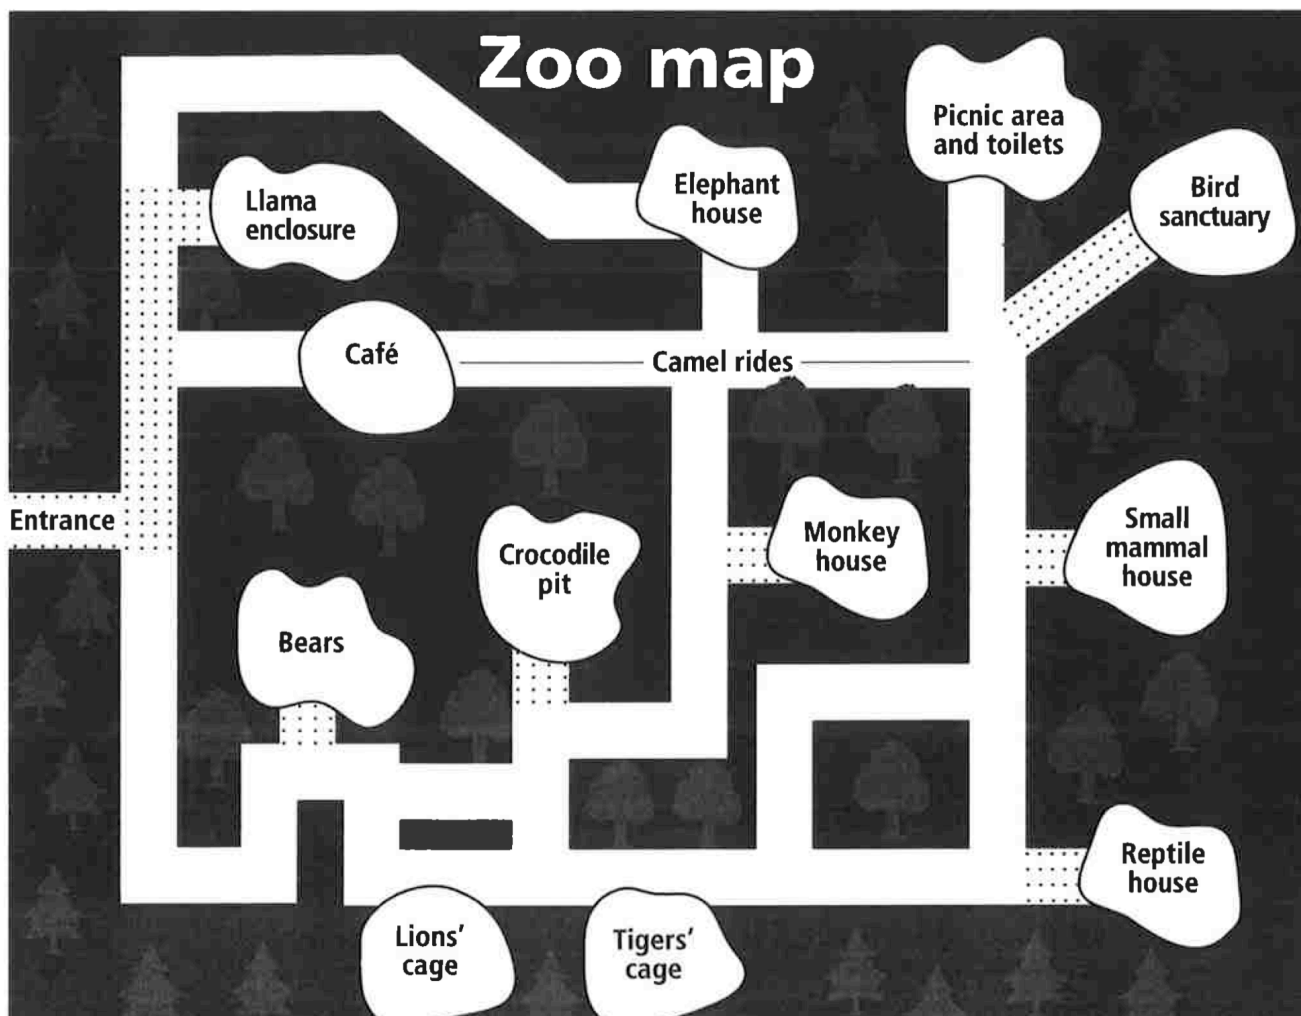 Zoo map
Picnic area
and toilets
Elephant
house
Bird
sanctuary
Llama
enclosure
Café
Camel rides
Entrance
Crocodile
pit
Monkey
house
Small
mammal
house
Bears
Reptile
house
Lions'
cage
Tigers'
cage